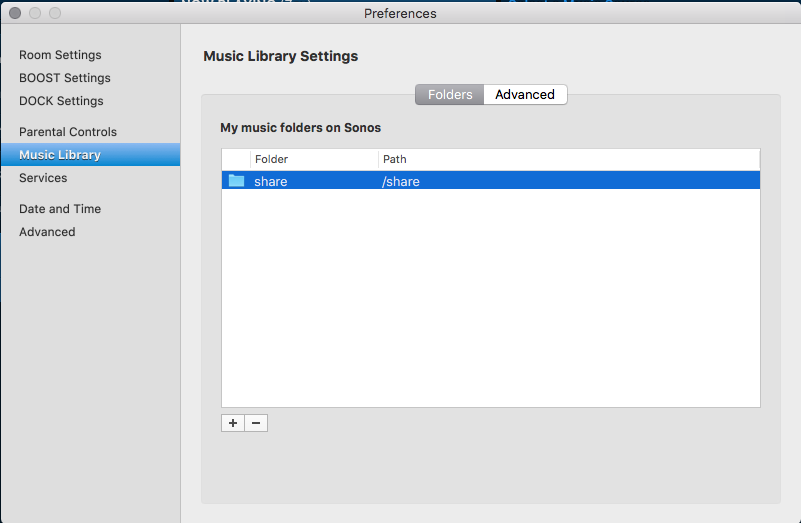 Preferences
Room Settings
BOOST Settings
DOCK Settings
Parental Controls
Music Library
Services
Date and Time
Advanced
Music Library Settings
Folders Advanced
My music folders on Sonos
Folder Path
share /share
+ −